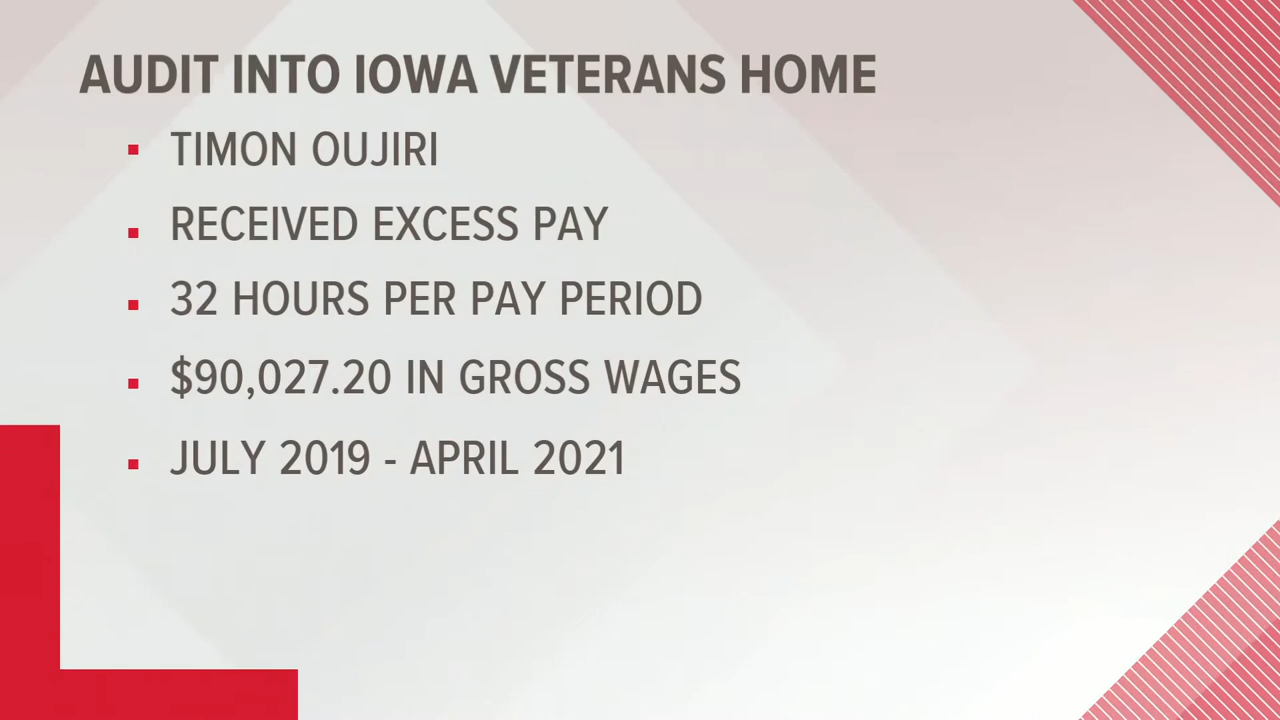 AUDIT INTO IOWA VETERANS HOME
TIMON OUJIRI
RECEIVED EXCESS PAY
32 HOURS PER PAY PERIOD
$90,027.20 IN GROSS WAGES
JULY 2019 - APRIL 2021